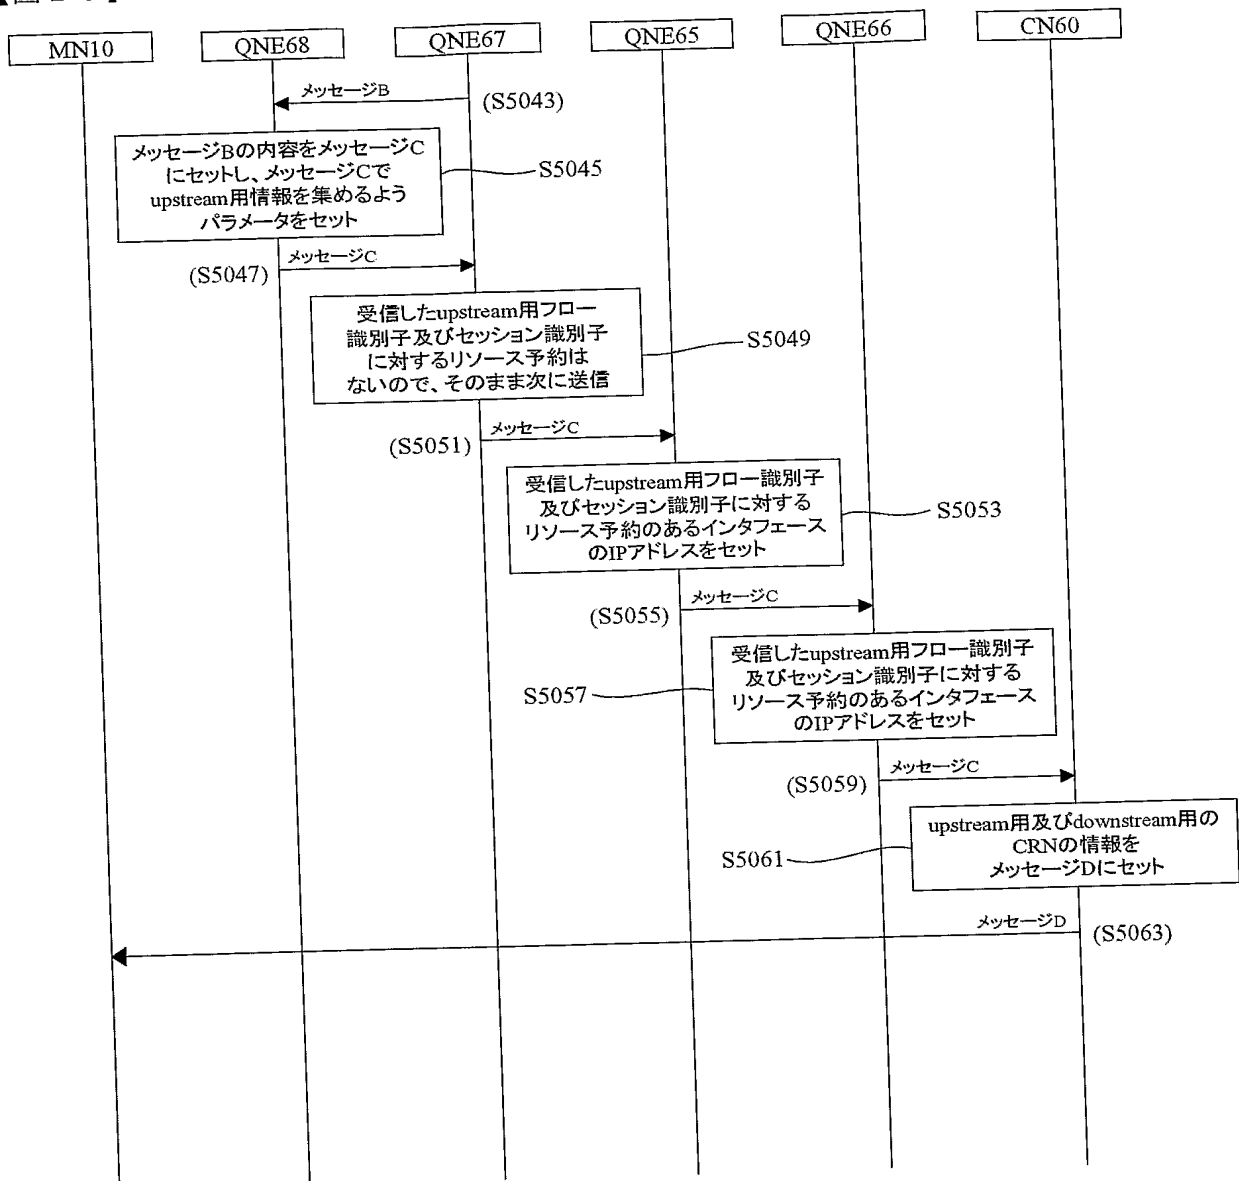 MN10
QNE68
QNE67
QNE65
QNE66
CN60
メッセージB
(S5043)
メッセージBの内容をメッセージC
にセットし、メッセージCで
upstream用情報を集めるよう
パラメータをセット
S5045
メッセージC
(S5047)
受信したupstream用フロー
識別子及びセッション識別子
に対するリソース予約は
ないので、そのまま次に送信
S5049
メッセージC
(S5051)
受信したupstream用フロー識別子
及びセッション識別子に対する
リソース予約のあるインタフェース
のIPアドレスをセット
S5053
メッセージC
(S5055)
受信したupstream用フロー識別子
及びセッション識別子に対する
リソース予約のあるインタフェース
のIPアドレスをセット
S5057
メッセージC
(S5059)
upstream用及びdownstream用の
CRNの情報を
メッセージDにセット
S5061
メッセージD
(S5063)